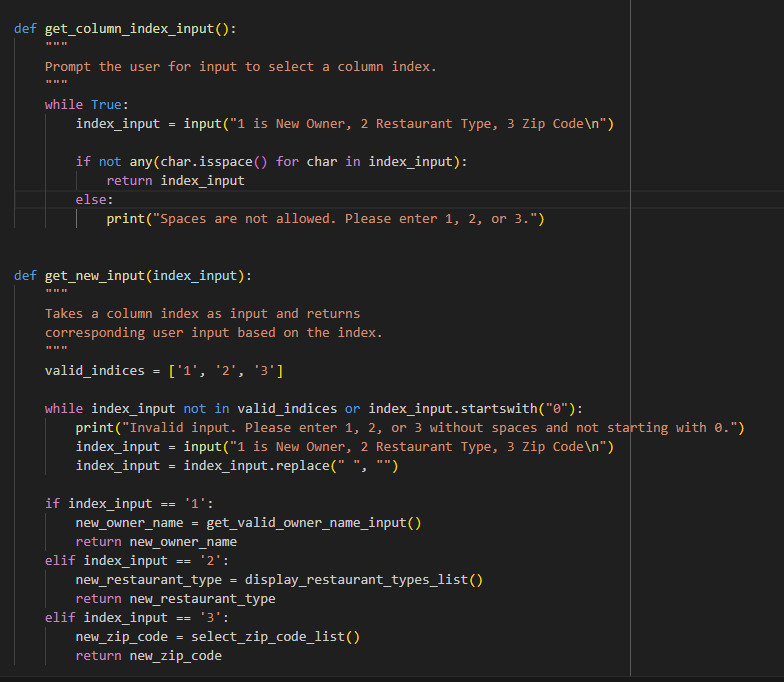 def get_column_index_input():
    """
    Prompt the user for input to select a column index.
    """
    while True:
        index_input = input("1 is New Owner, 2 Restaurant Type, 3 Zip Code\n")

        if not any(char.isspace() for char in index_input):
            return index_input
        else:
            print("Spaces are not allowed. Please enter 1, 2, or 3.")


def get_new_input(index_input):
    """
    Takes a column index as input and returns
    corresponding user input based on the index.
    """
    valid_indices = ['1', '2', '3']

    while index_input not in valid_indices or index_input.startswith("0"):
        print("Invalid input. Please enter 1, 2, or 3 without spaces and not starting with 0.")
        index_input = input("1 is New Owner, 2 Restaurant Type, 3 Zip Code\n")
        index_input = index_input.replace(" ", "")

    if index_input == '1':
        new_owner_name = get_valid_owner_name_input()
        return new_owner_name
    elif index_input == '2':
        new_restaurant_type = display_restaurant_types_list()
        return new_restaurant_type
    elif index_input == '3':
        new_zip_code = select_zip_code_list()
        return new_zip_code